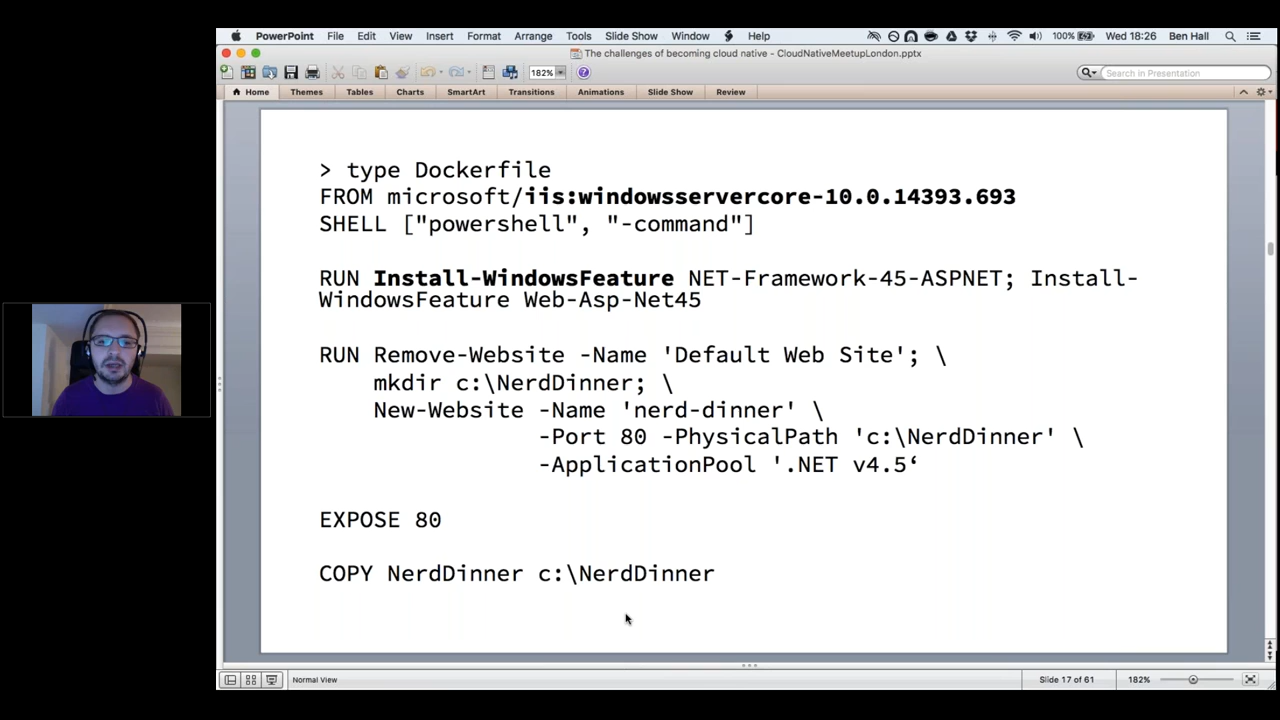 PowerPoint File Edit View Insert Format Arrange Tools Slide Show Window Help 100% Wed 18:26 Ben Hall
The challenges of becoming cloud native - CloudNativeMeetupLondon.pptx
182% Search in Presentation
Home Themes Tables Charts SmartArt Transitions Animations Slide Show Review
> type Dockerfile
FROM microsoft/iis:windowsservercore-10.0.14393.693
SHELL ["powershell", "-command"]
RUN Install-WindowsFeature NET-Framework-45-ASPNET; Install-
WindowsFeature Web-Asp-Net45
RUN Remove-Website -Name 'Default Web Site'; \
mkdir c:\NerdDinner; \
New-Website -Name 'nerd-dinner' \
-Port 80 -PhysicalPath 'c:\NerdDinner' \
-ApplicationPool '.NET v4.5‘
EXPOSE 80
COPY NerdDinner c:\NerdDinner
Normal View Slide 17 of 61 182%